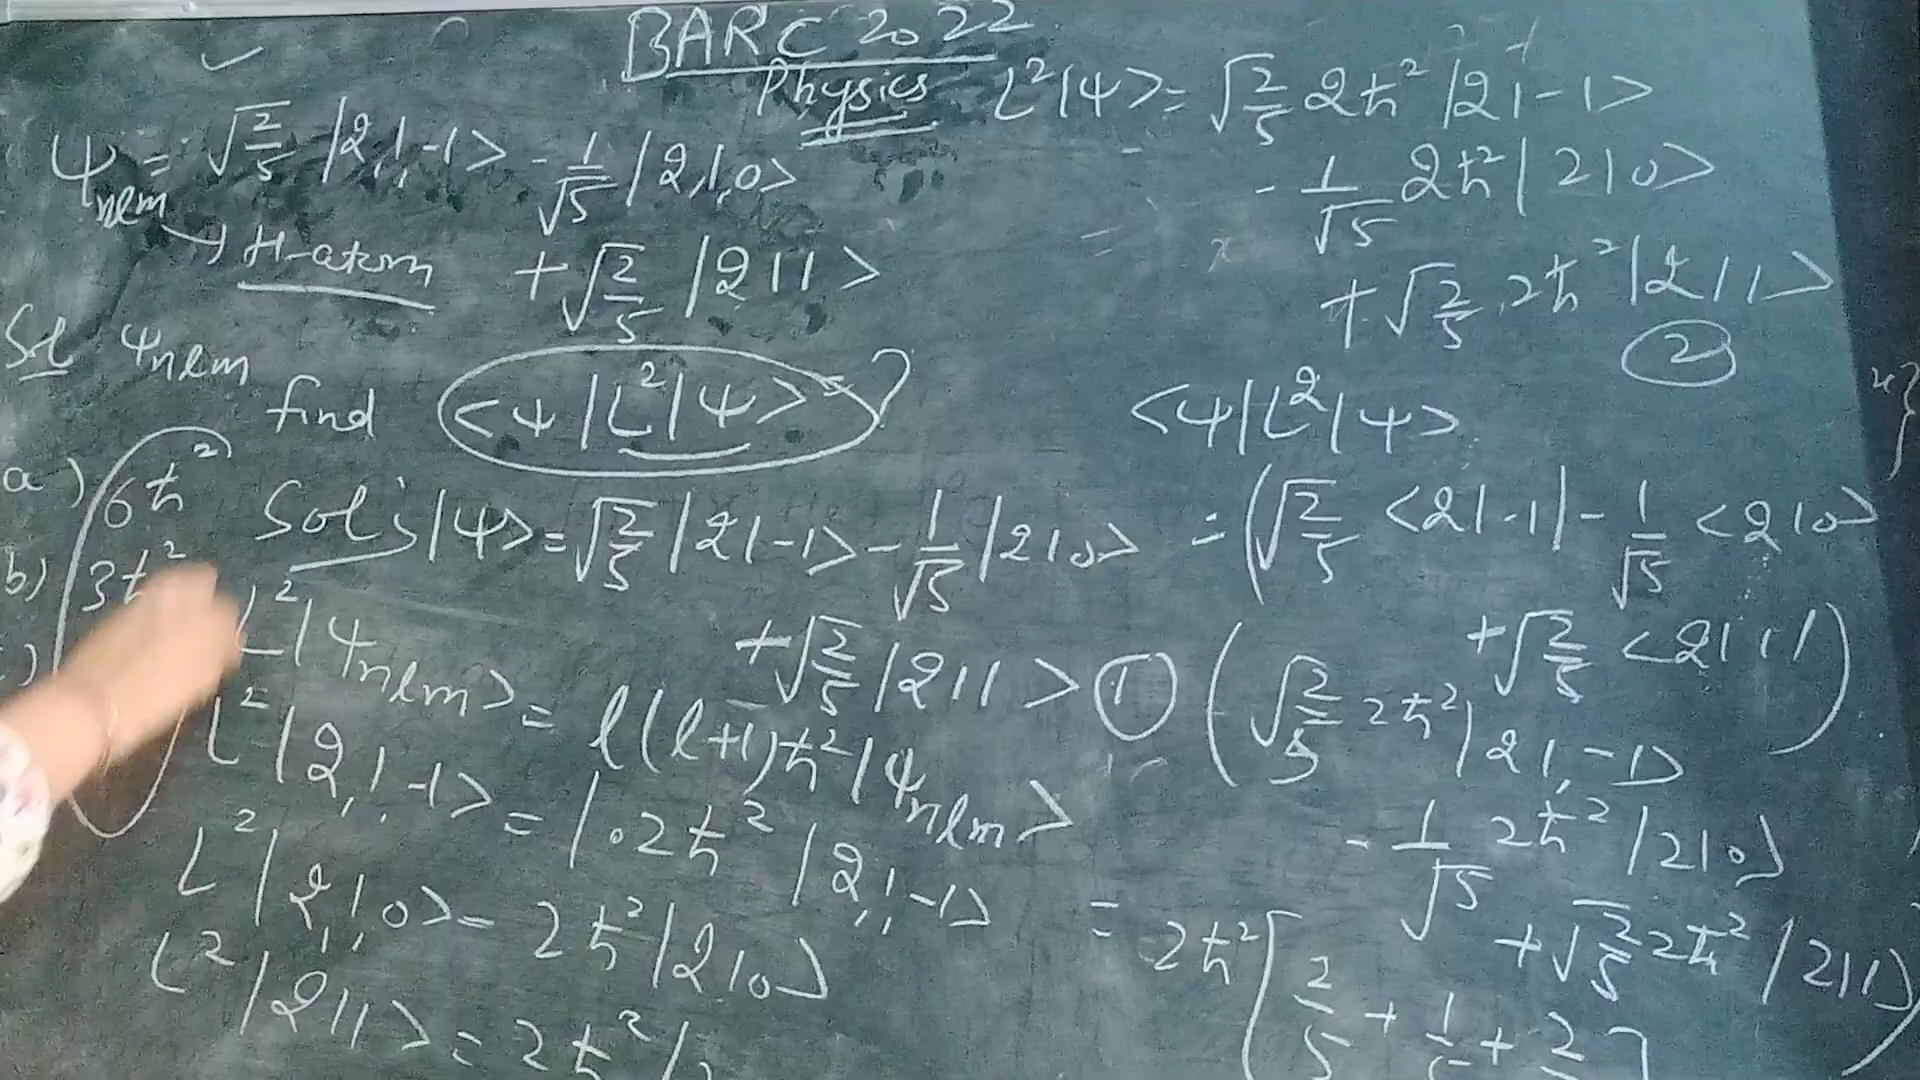 BARC 2022
Physics
Ψnlm = √2/5 |2,1,-1> - 1/√5 |2,1,0>
→ H-atom + √2/5 |211>
Sol Ψnlm
find <Ψ|L²|Ψ> = ?
a) 6ħ²
b) 3ħ²
Solⁿ: |Ψ> = √2/5 |21-1> - 1/√5 |210>
+ √2/5 |211> ①
L²|Ψnlm> = l(l+1)ħ²|Ψnlm>
L²|2,1,-1> = 1.2ħ² |2,1,-1>
L²|2,1,0> = 2ħ²|210>
L²|211> = 2ħ²|2
L²|Ψ> = √2/5 2ħ² |21-1>
- 1/√5 2ħ² |210>
+ √2/5 2ħ² |211>
②
<Ψ|L²|Ψ>
= (√2/5 <21-1| - 1/√5 <210>
+ √2/5 <211|)
(√2/5 2ħ² |21,-1>
- 1/√5 2ħ² |210>
+ √2/5 2ħ² |211>)
= 2ħ² [2/5 + 1/5 + 2